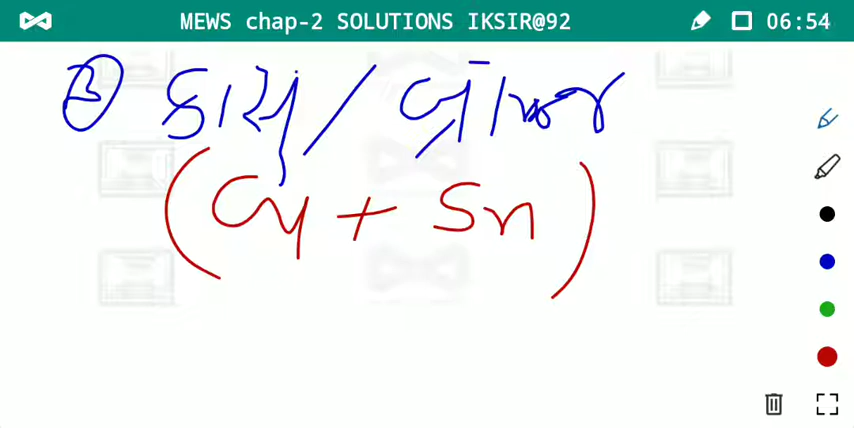 MEWS chap-2 SOLUTIONS IKSIR@92 06:54
③ કાસુ / બ્રોન્જ
(Cu + Sn)